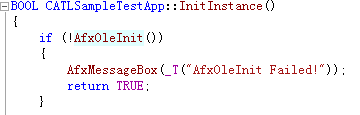 BOOL CATLSampleTestApp::InitInstance()
{
    if (!AfxOleInit())
    {
        AfxMessageBox(_T("AfxOleInit Failed!"));
        return TRUE;
    }